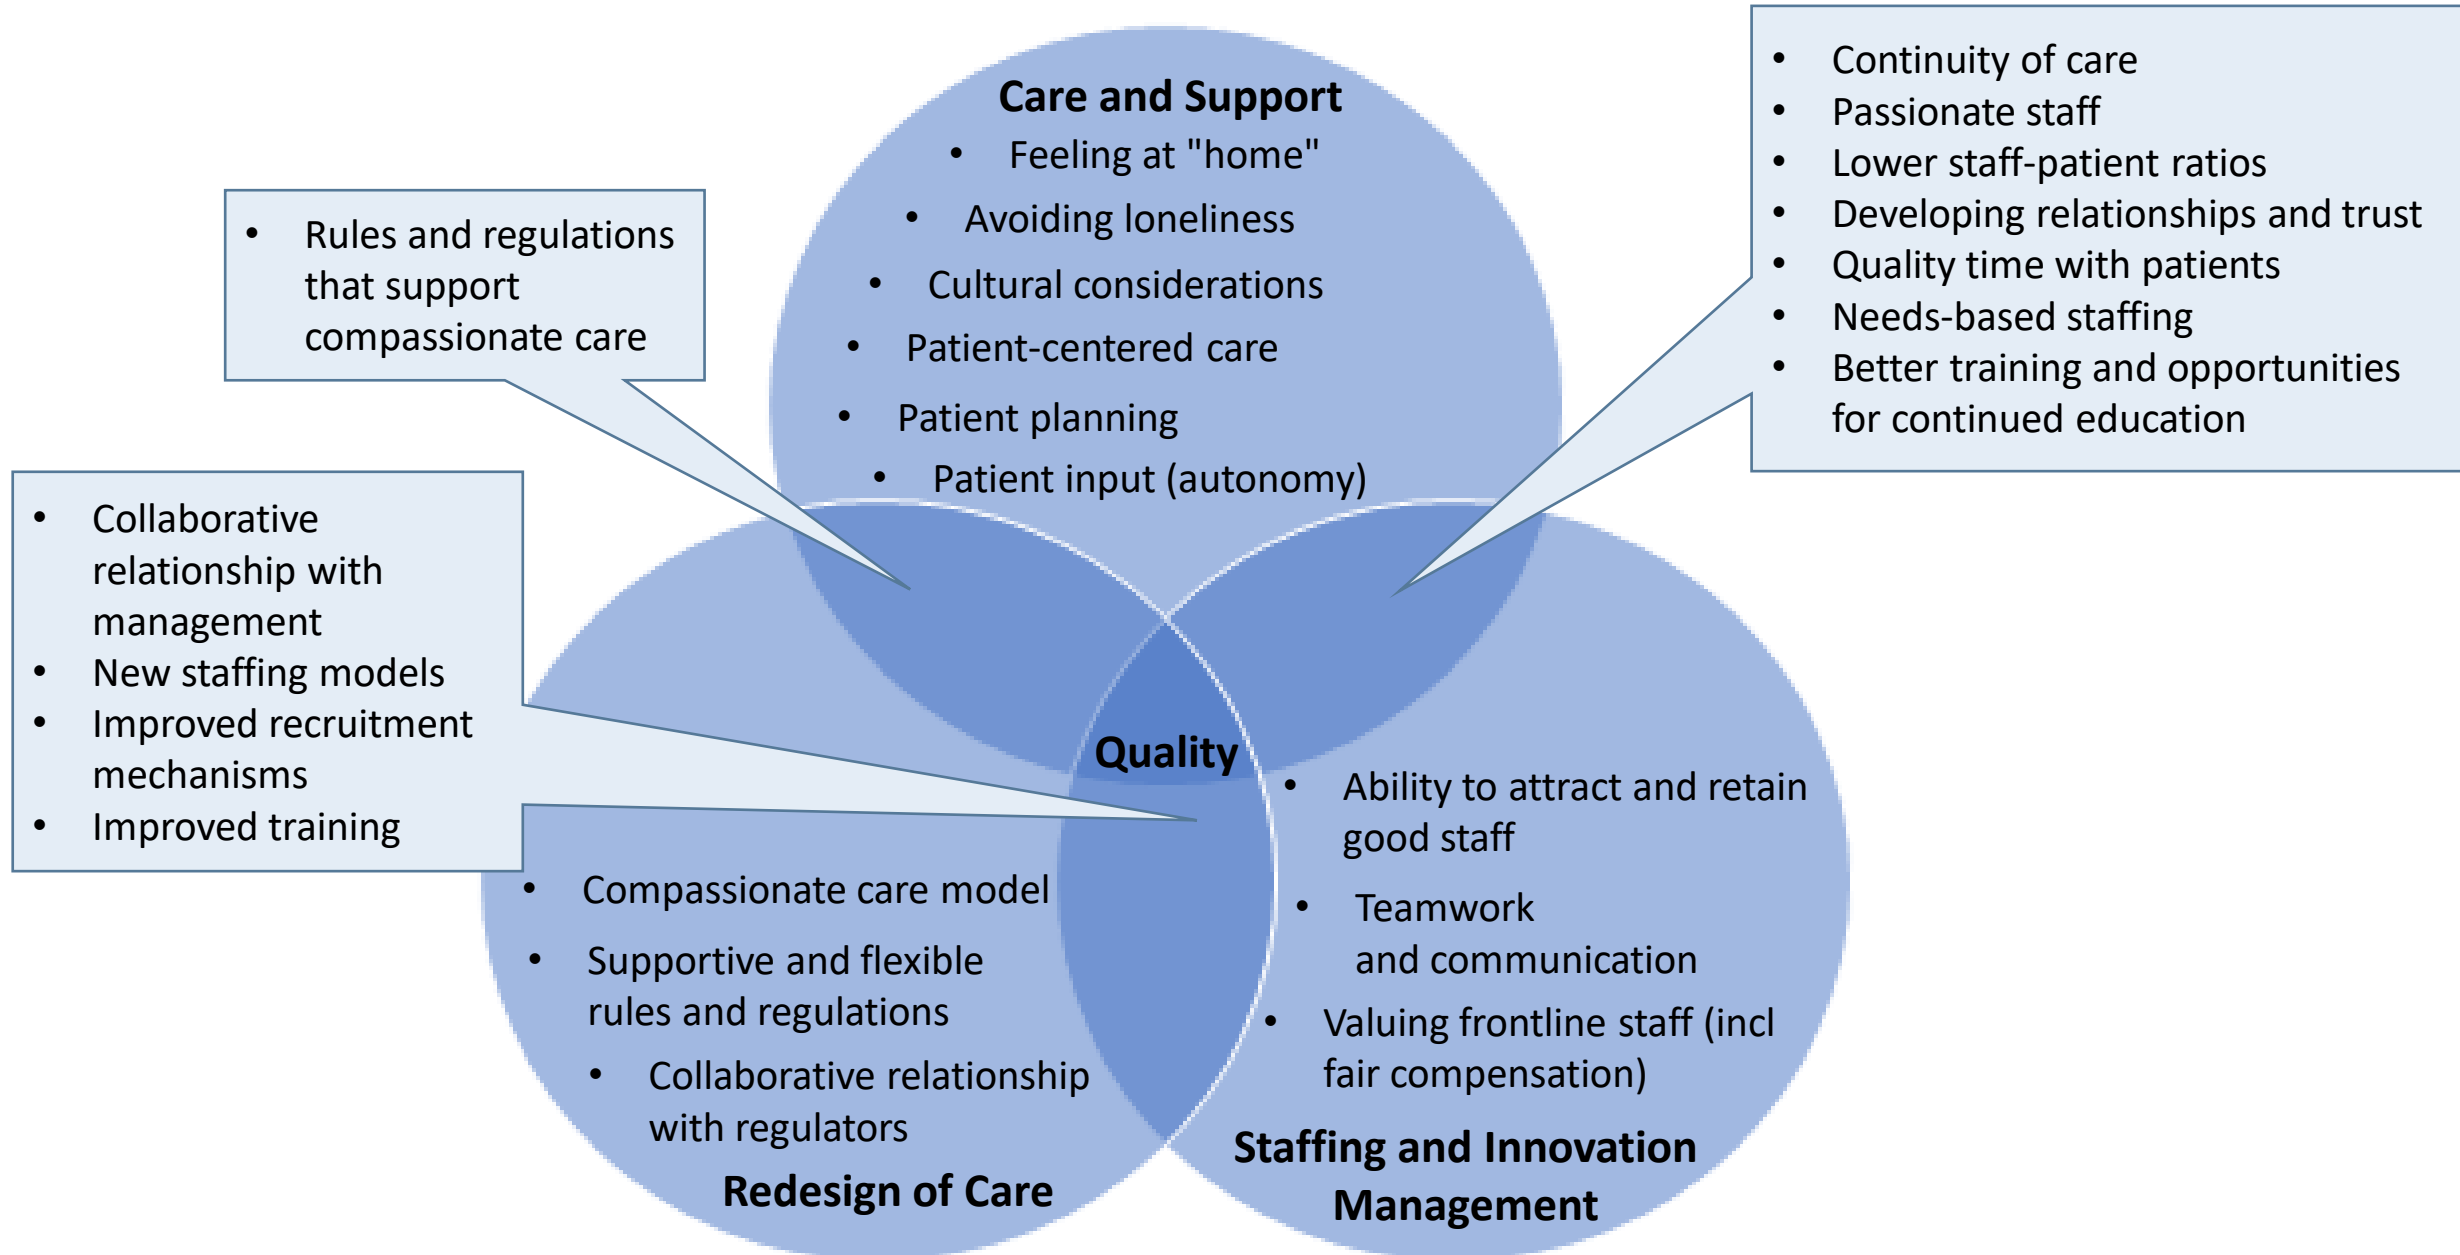 Care and Support
• Feeling at "home"
• Avoiding loneliness
• Cultural considerations
• Patient-centered care
• Patient planning
• Patient input (autonomy)
• Continuity of care
• Passionate staff
• Lower staff-patient ratios
• Developing relationships and trust
• Quality time with patients
• Needs-based staffing
• Better training and opportunities
for continued education
• Rules and regulations
that support
compassionate care
• Collaborative
relationship with
management
• New staffing models
• Improved recruitment
mechanisms
• Improved training
Quality
• Compassionate care model
• Supportive and flexible
rules and regulations
• Collaborative relationship
with regulators
Redesign of Care
• Ability to attract and retain
good staff
• Teamwork
and communication
• Valuing frontline staff (incl
fair compensation)
Staffing and Innovation
Management